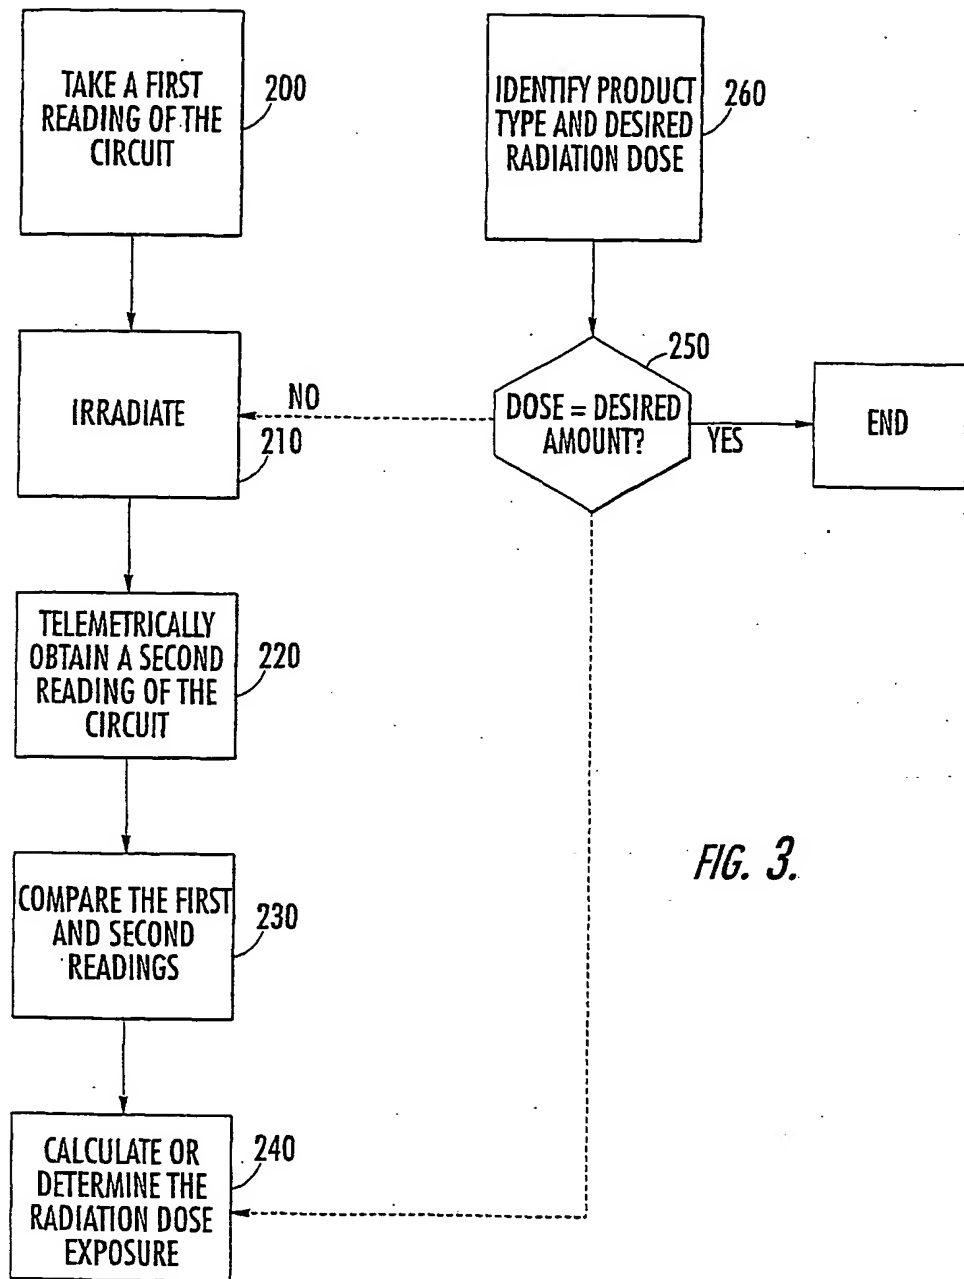 TAKE A FIRST
READING OF THE
CIRCUIT
200
IDENTIFY PRODUCT
TYPE AND DESIRED
RADIATION DOSE
260
IRRADIATE
210
NO
DOSE = DESIRED
AMOUNT?
250
YES
END
TELEMETRICALLY
OBTAIN A SECOND
READING OF THE
CIRCUIT
220
COMPARE THE FIRST
AND SECOND
READINGS
230
FIG. 3.
CALCULATE OR
DETERMINE THE
RADIATION DOSE
EXPOSURE
240